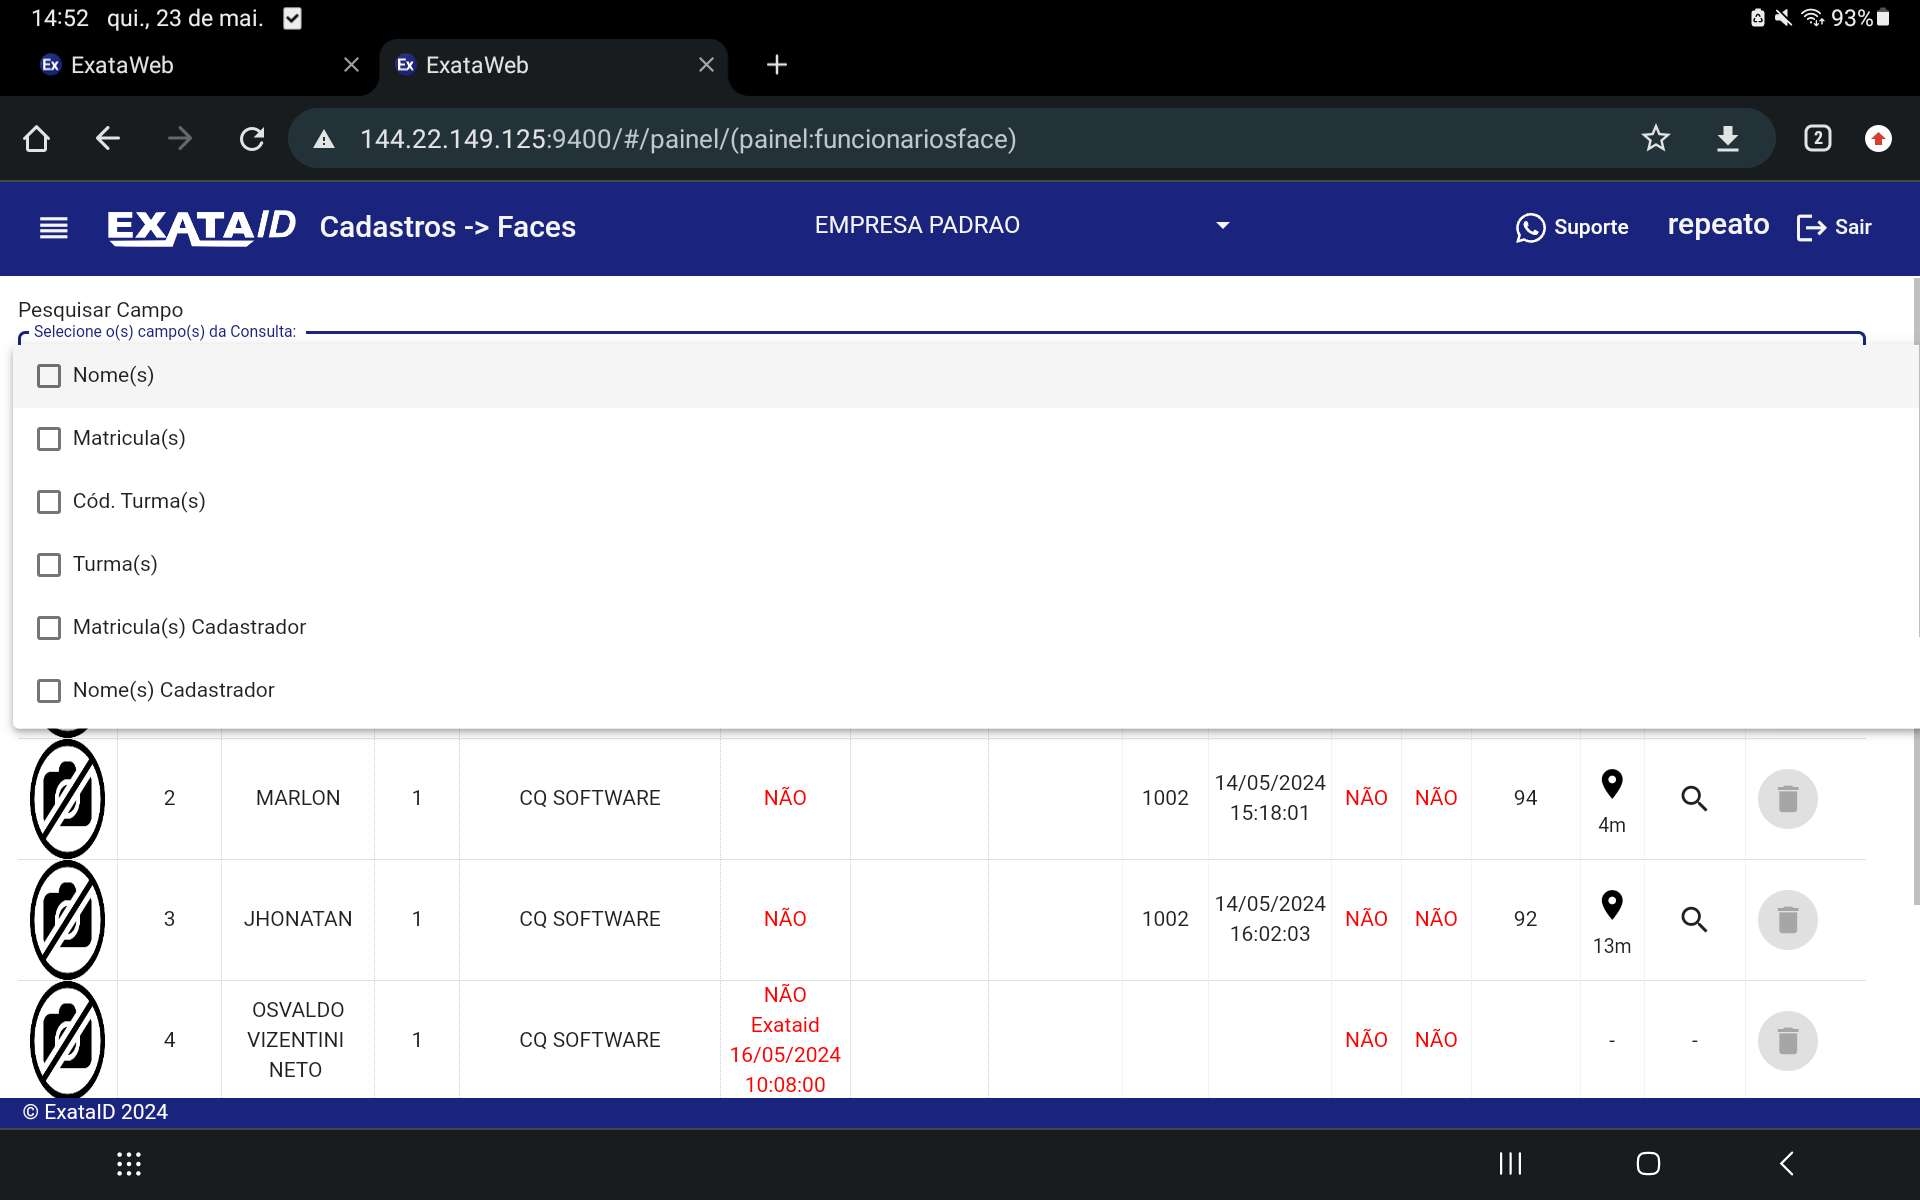 14:52 qui., 23 de mai.
93%
Ex ExataWeb
Ex ExataWeb
144.22.149.125:9400/#/painel/(painel:funcionariosface)
2
EXATAID
Cadastros -> Faces
EMPRESA PADRAO
Suporte
repeato
Sair
Pesquisar Campo
Selecione o(s) campo(s) da Consulta:
Nome(s)
Matricula(s)
Cód. Turma(s)
Turma(s)
Matricula(s) Cadastrador
Nome(s) Cadastrador
2 MARLON 1 CQ SOFTWARE NÃO 1002 14/05/2024 NÃO NÃO 94
15:18:01
4m
3 JHONATAN 1 CQ SOFTWARE NÃO 1002 14/05/2024 NÃO NÃO 92
16:02:03
13m
4 OSVALDO 1 CQ SOFTWARE NÃO NÃO NÃO - -
VIZENTINI Exataid
NETO 16/05/2024
10:08:00
© ExataID 2024